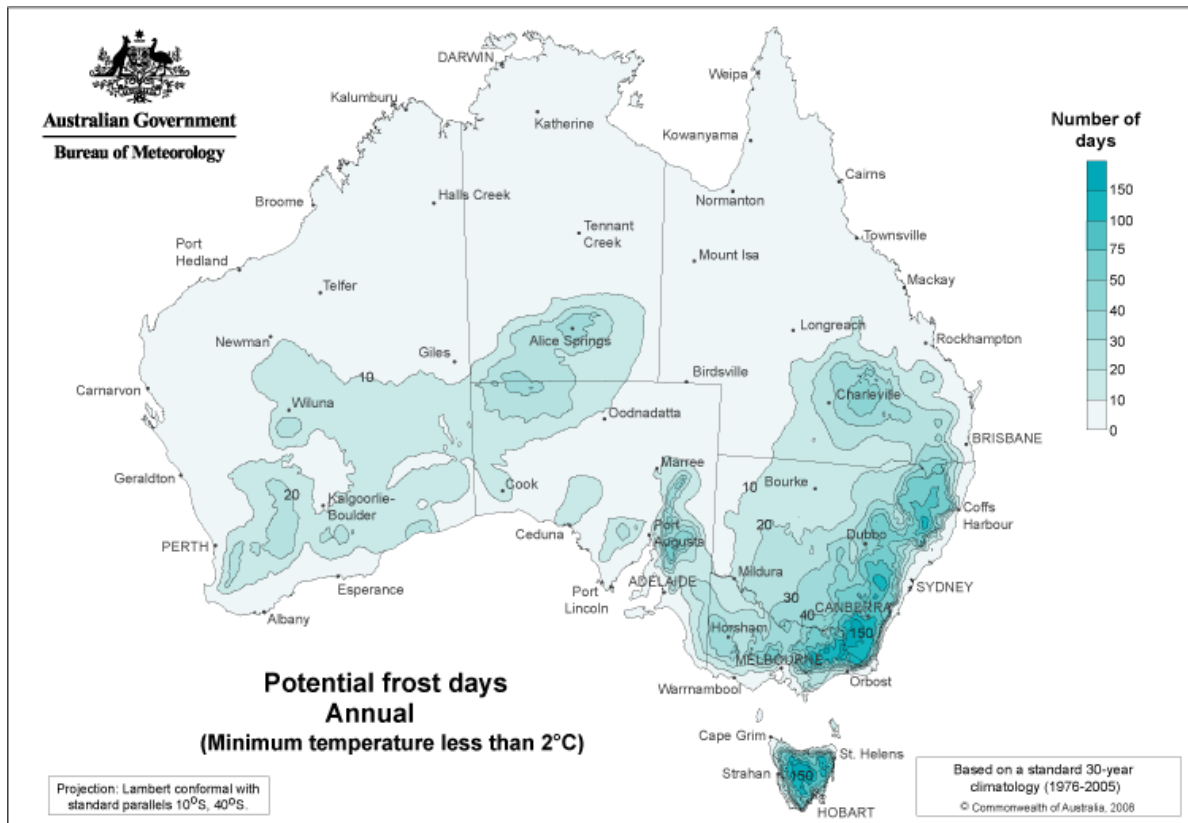 Australian Government
Bureau of Meteorology
DARWIN
Weipa
Kalumburu
Katherine
Kowanyama
Number of
days
150
100
75
50
40
30
20
10
0
Cairns
Broome
Halls Creek
Normanton
Port
Hedland
Tennant
Creek
Townsville
Mount Isa
Telfer
Mackay
Newman
Giles
Alice Springs
Longreach
Rockhampton
10
Birdsville
Carnarvon
Wiluna
Oodnadatta
Charleville
BRISBANE
Geraldton
20
Kalgoorlie-
Boulder
Cook
Marree
10
Bourke
Coffs
Harbour
PERTH
Ceduna
Port
Augusta
20
Dubbo
Esperance
Port
Lincoln
ADELAIDE
Mildura
SYDNEY
Albany
30
40
CANBERRA
Horsham
150
MELBOURNE
Warrnambool
Orbost
Potential frost days
Annual
(Minimum temperature less than 2°C)
Cape Grim
St. Helens
Strahan
150
HOBART
Projection: Lambert conformal with
standard parallels 10°S, 40°S.
Based on a standard 30-year
climatology (1976-2005)
© Commonwealth of Australia, 2008